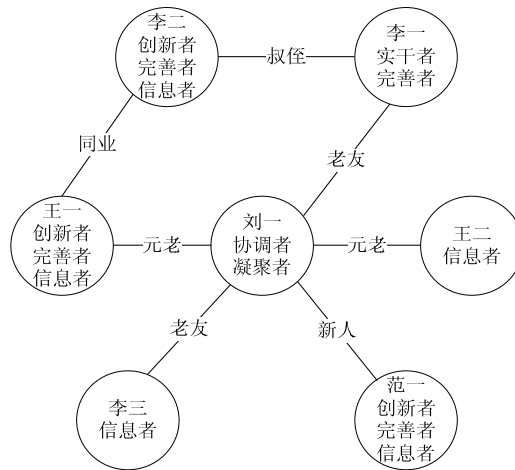 李二
创新者
完善者
信息者
叔侄
李一
实干者
完善者
同业
老友
王一
创新者
完善者
信息者
元老
刘一
协调者
凝聚者
元老
王二
信息者
老友
新人
李三
信息者
范一
创新者
完善者
信息者